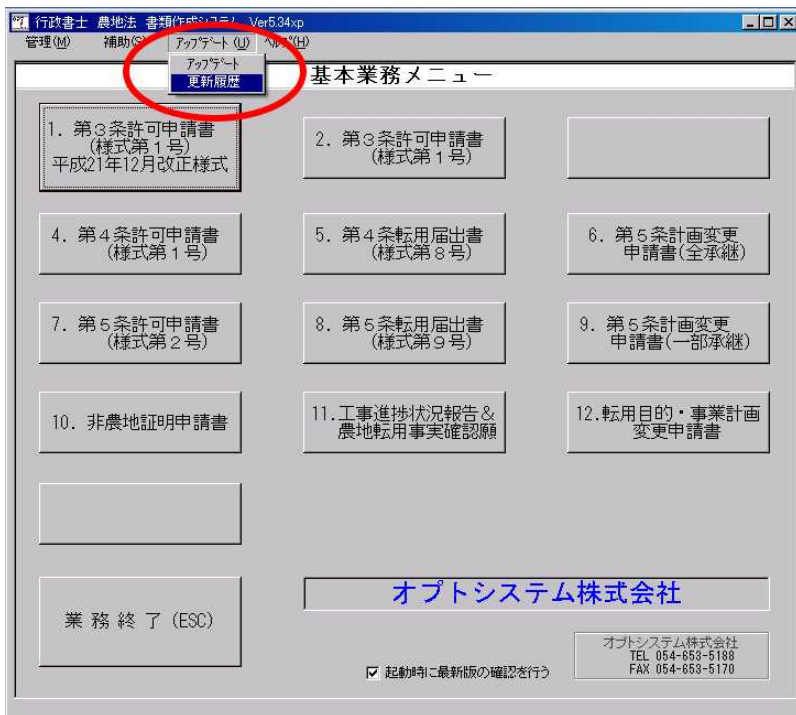 行政書士 農地法 書類作成システム Ver5.34xp
管理(M) 補助(S) アップデート(U) ヘルプ(H)
アップデート
更新履歴
基本業務メニュー
1. 第3条許可申請書
(様式第1号)
平成21年12月改正様式
2. 第3条許可申請書
(様式第1号)
4. 第4条許可申請書
(様式第1号)
5. 第4条転用届出書
(様式第8号)
6. 第5条計画変更
申請書(全承継)
7. 第5条許可申請書
(様式第2号)
8. 第5条転用届出書
(様式第9号)
9. 第5条計画変更
申請書(一部承継)
10. 非農地証明申請書
11.工事進捗状況報告&
農地転用事実確認願
12.転用目的・事業計画
変更申請書
オプトシステム株式会社
業務終了(ESC)
オプトシステム株式会社
TEL 054-653-5188
FAX 054-653-5170
起動時に最新版の確認を行う